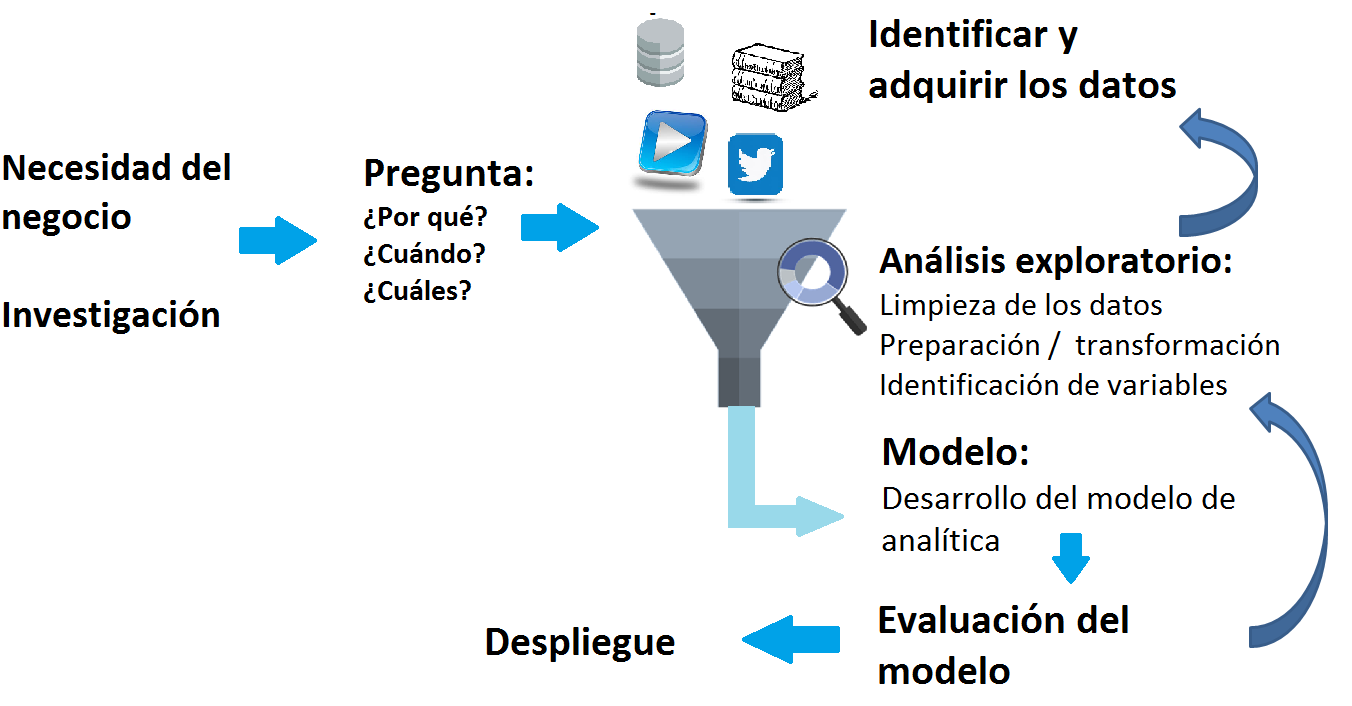 Necesidad del
negocio
Investigación
Pregunta:
¿Por qué?
¿Cuándo?
¿Cuáles?
Identificar y
adquirir los datos
Análisis exploratorio:
Limpieza de los datos
Preparación /  transformación
Identificación de variables
Modelo:
Desarrollo del modelo de
analítica
Evaluación del
modelo
Despliegue